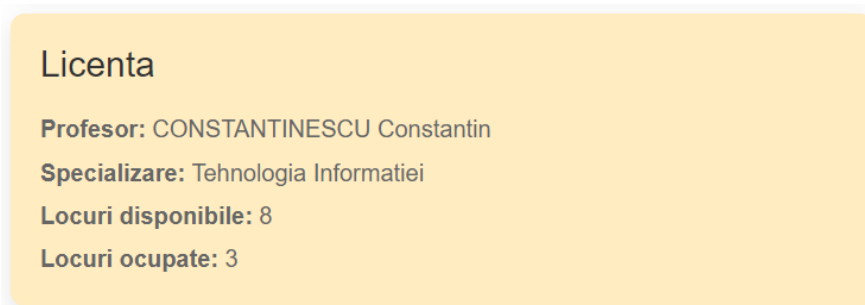 Licenta
Profesor: CONSTANTINESCU Constantin
Specializare: Tehnologia Informatiei
Locuri disponibile: 8
Locuri ocupate: 3